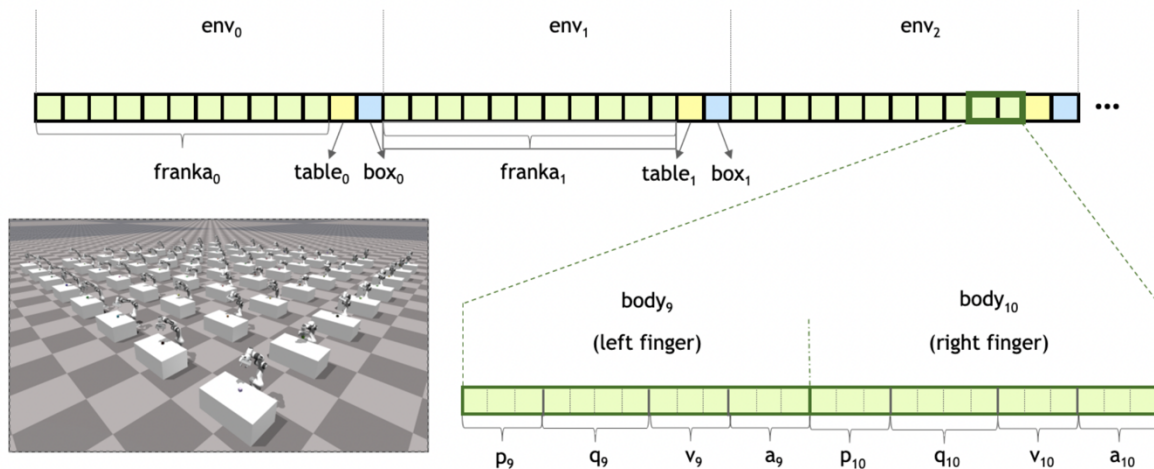 env₀ env₁ env₂
...
franka₀ table₀ box₀ franka₁ table₁ box₁
body₉ body₁₀
(left finger) (right finger)
p₉ q₉ v₉ a₉ p₁₀ q₁₀ v₁₀ a₁₀